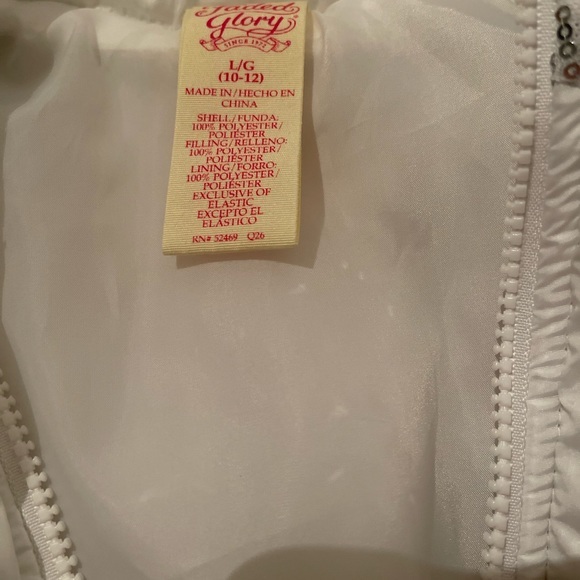 Faded
Glory
SINCE 1972
L/G
(10-12)
MADE IN/HECHO EN
CHINA
SHELL/FUNDA:
100% POLYESTER/
POLIÉSTER
FILLING/RELLENO:
100% POLYESTER/
POLIÉSTER
LINING/FORRO:
100% POLYESTER/
POLIÉSTER
EXCLUSIVE OF
ELASTIC
EXCEPTO EL
ELÁSTICO
RN# 52469 Q26